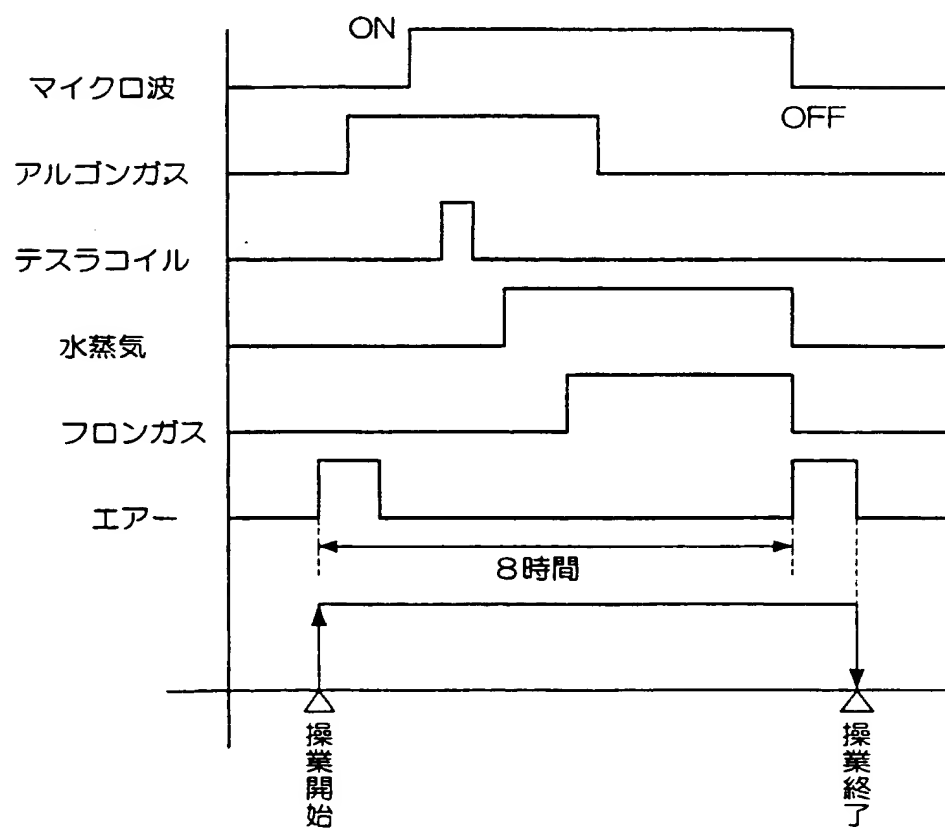 ON
マイクロ波
OFF
アルゴンガス
テスラコイル
水蒸気
フロンガス
エアー
8時間
操業開始
操業終了